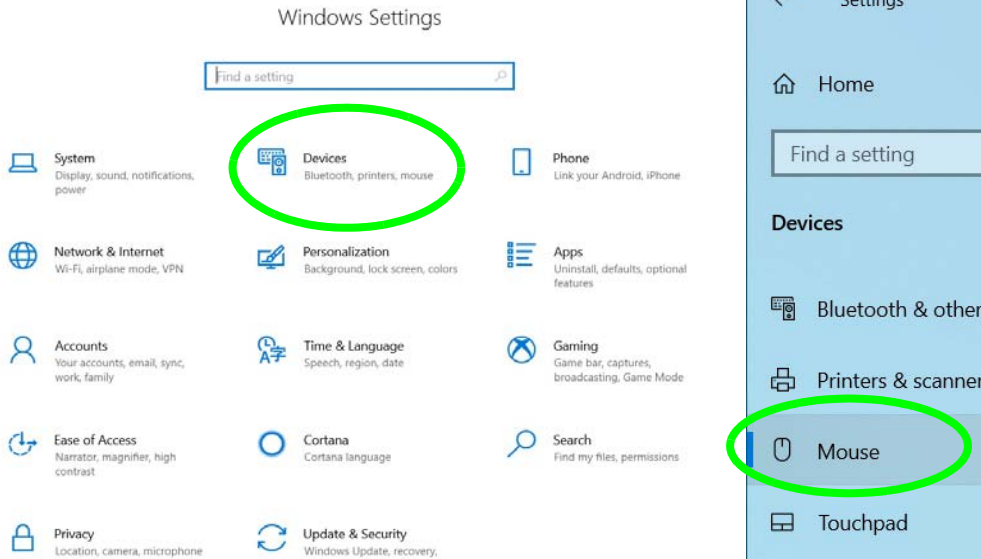 Windows Settings
Find a setting
System
Display, sound, notifications,
power
Devices
Bluetooth, printers, mouse
Phone
Link your Android, iPhone
Network & Internet
Wi-Fi, airplane mode, VPN
Personalization
Background, lock screen, colors
Apps
Uninstall, defaults, optional
features
Accounts
Your accounts, email, sync,
work, family
Time & Language
Speech, region, date
Gaming
Game bar, captures,
broadcasting, Game Mode
Ease of Access
Narrator, magnifier, high
contrast
Cortana
Cortana language
Search
Find my files, permissions
Privacy
Location, camera, microphone
Update & Security
Windows Update, recovery,
Settings
Home
Find a setting
Devices
Bluetooth & other
Printers & scanner
Mouse
Touchpad